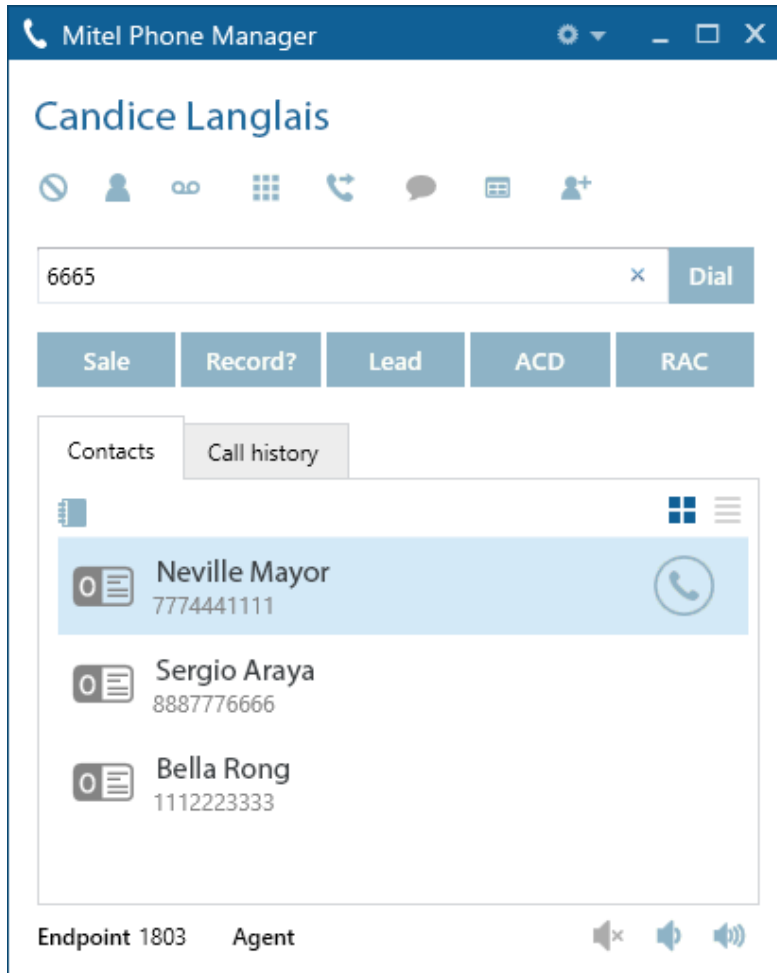 Mitel Phone Manager
Candice Langlais
6665 Dial
Sale Record? Lead ACD RAC
Contacts Call history
Neville Mayor
7774441111
Sergio Araya
8887776666
Bella Rong
1112223333
Endpoint 1803 Agent